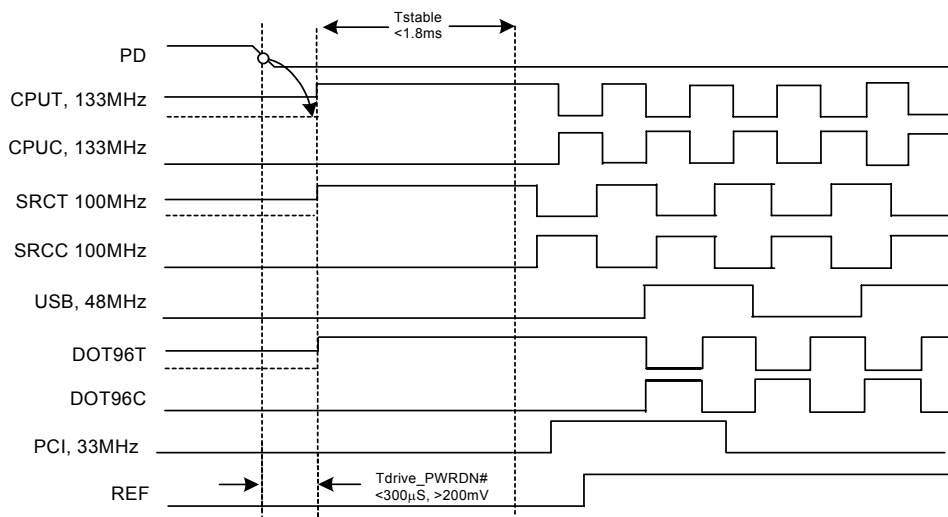 Tstable
<1.8ms
PD
CPUT, 133MHz
CPUC, 133MHz
SRCT 100MHz
SRCC 100MHz
USB, 48MHz
DOT96T
DOT96C
PCI, 33MHz
Tdrive_PWRDN#
<300μS, >200mV
REF